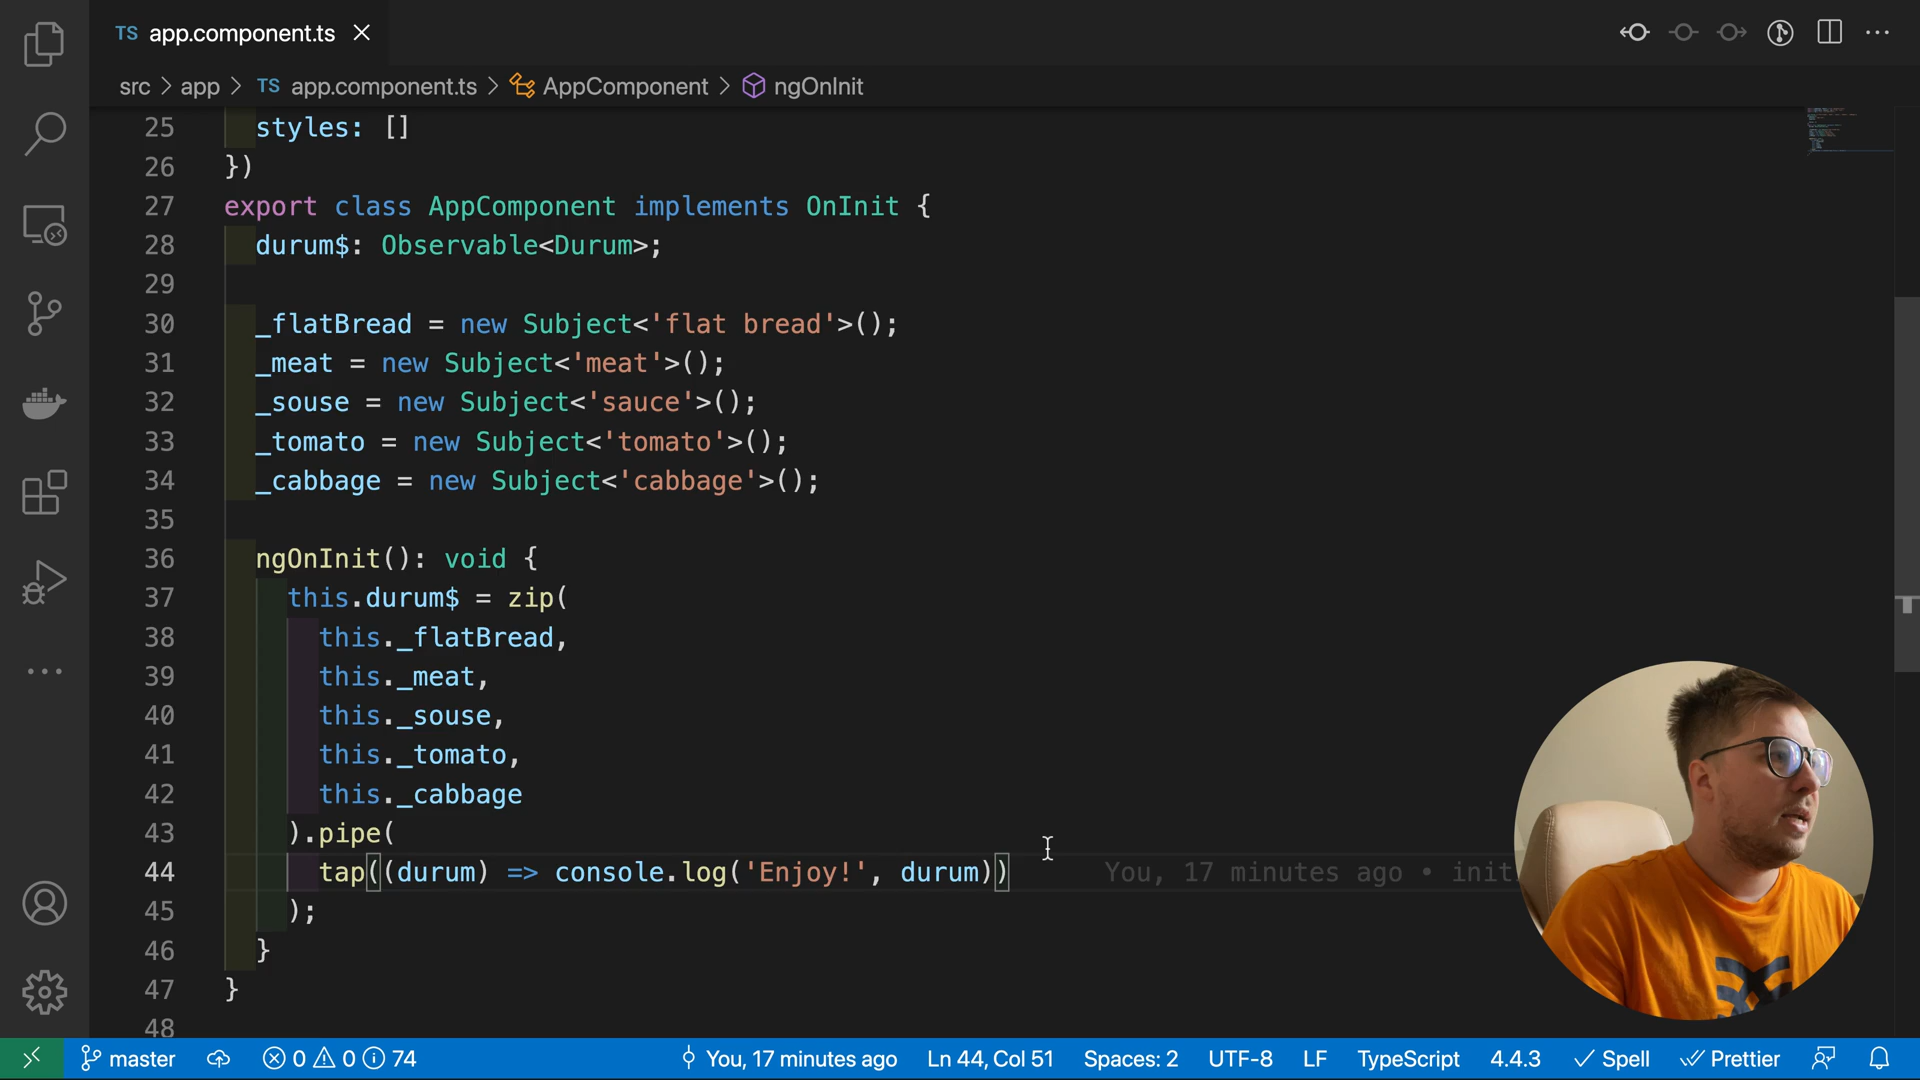 TS app.component.ts
src > app > TS app.component.ts > AppComponent > ngOnInit
25 styles: []
26 })
27 export class AppComponent implements OnInit {
28 durum$: Observable<Durum>;
29
30 _flatBread = new Subject<'flat bread'>();
31 _meat = new Subject<'meat'>();
32 _souse = new Subject<'sauce'>();
33 _tomato = new Subject<'tomato'>();
34 _cabbage = new Subject<'cabbage'>();
35
36 ngOnInit(): void {
37 this.durum$ = zip(
38 this._flatBread,
39 this._meat,
40 this._souse,
41 this._tomato,
42 this._cabbage
43 ).pipe(
44 tap((durum) => console.log('Enjoy!', durum)) You, 17 minutes ago • init
45 );
46 }
47 }
48
master 0 0 74 You, 17 minutes ago Ln 44, Col 51 Spaces: 2 UTF-8 LF TypeScript 4.4.3 Spell Prettier